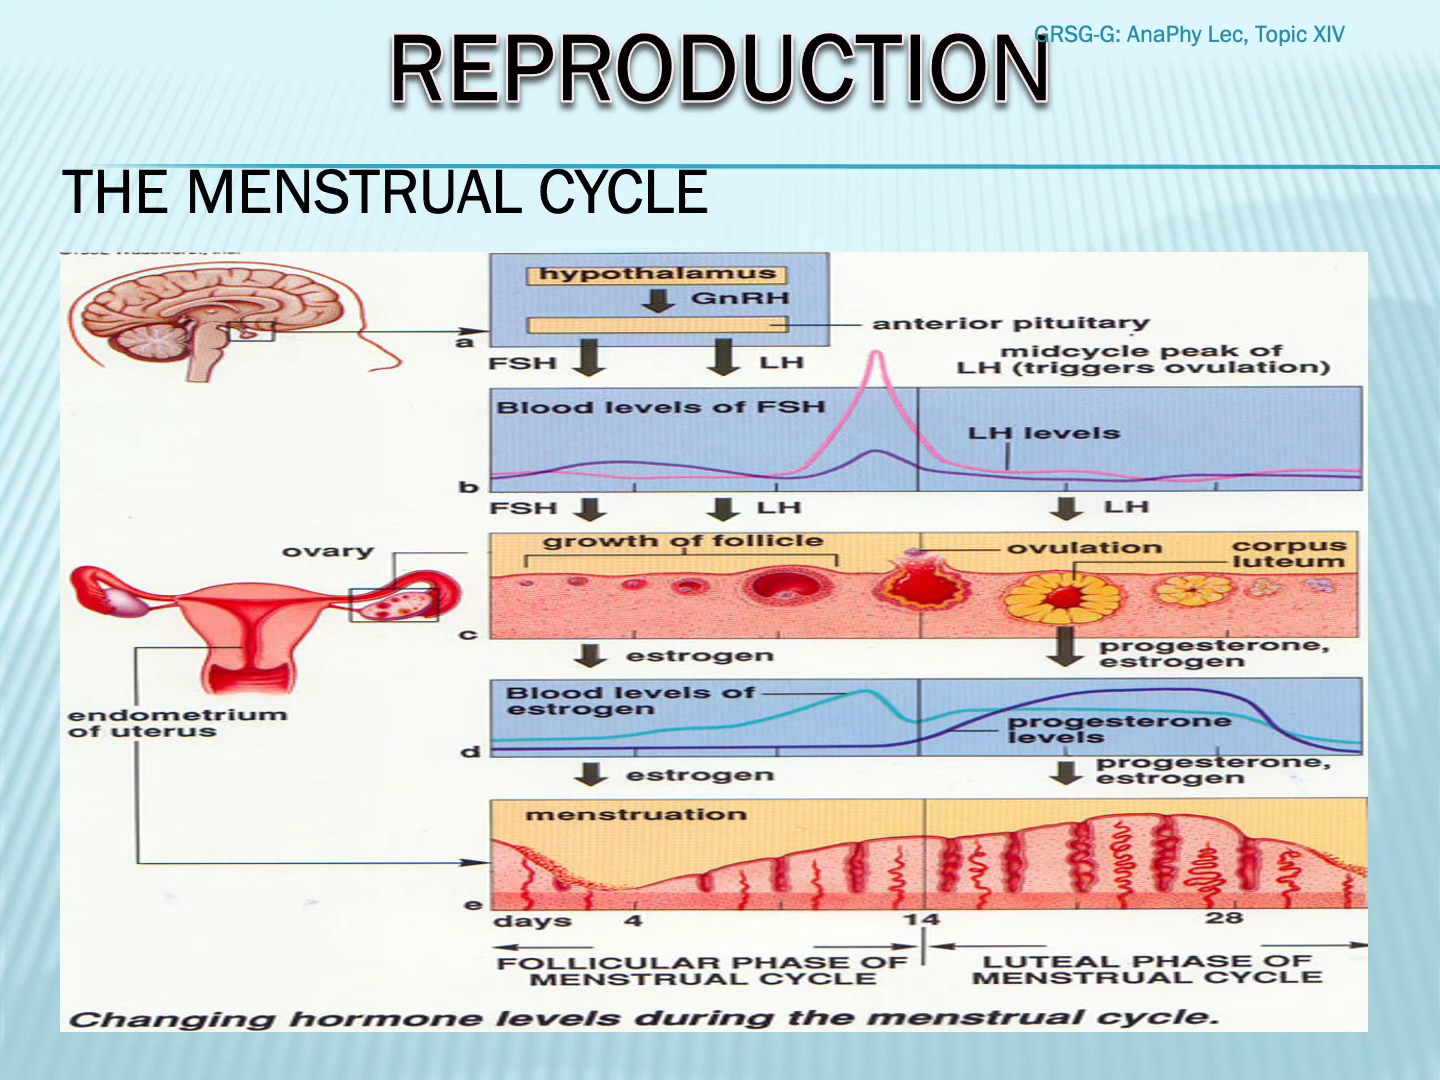 GRSG-G: AnaPhy Lec, Topic XIV
REPRODUCTION
THE MENSTRUAL CYCLE
hypothalamus
GnRH
anterior pituitary
a
FSH
LH
midcycle peak of
LH (triggers ovulation)
Blood levels of FSH
LH levels
b
FSH
LH
LH
ovary
growth of follicle
ovulation
corpus
luteum
c
estrogen
progesterone,
estrogen
Blood levels of
estrogen
progesterone
levels
endometrium
of uterus
d
estrogen
progesterone,
estrogen
menstruation
e
days 4 14 28
FOLLICULAR PHASE OF
MENSTRUAL CYCLE
LUTEAL PHASE OF
MENSTRUAL CYCLE
Changing hormone levels during the menstrual cycle.